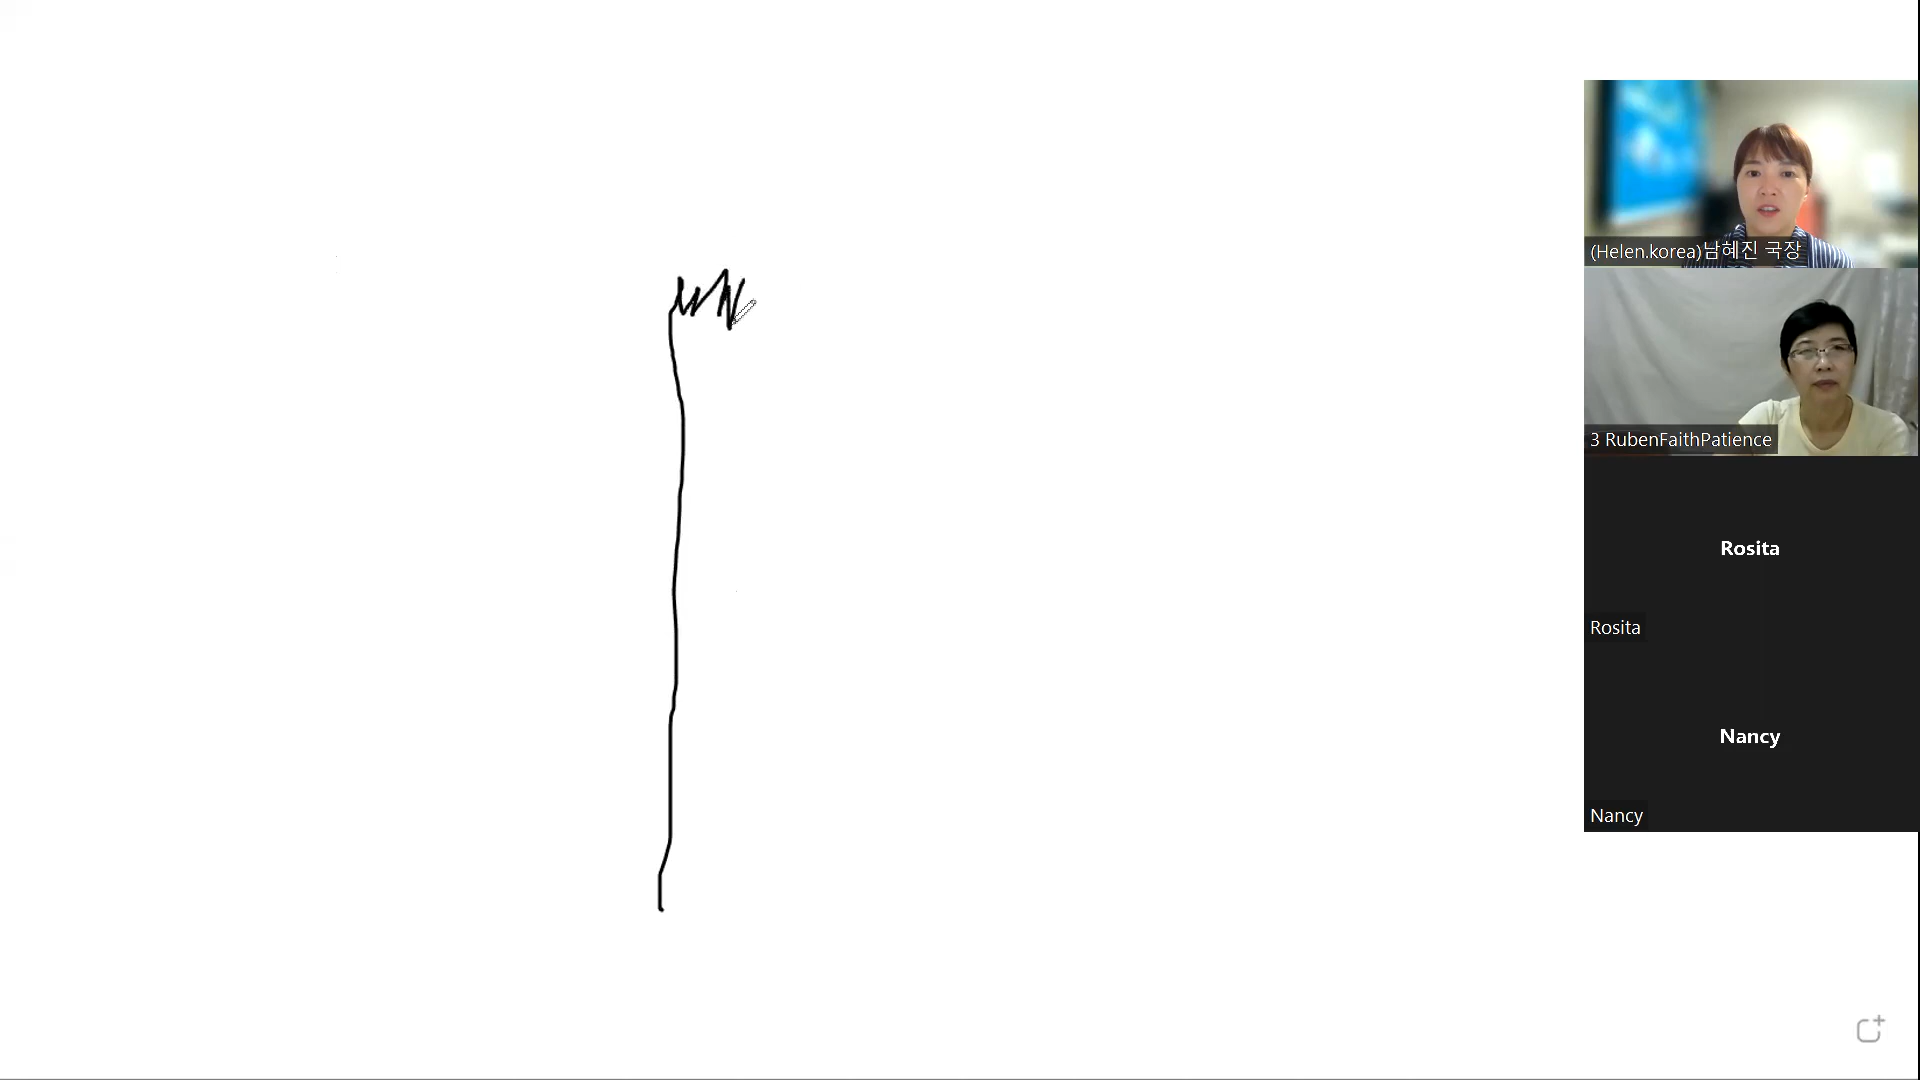 (Helen.korea)남혜진 국장
3 RubenFaithPatience
Rosita
Rosita
Nancy
Nancy